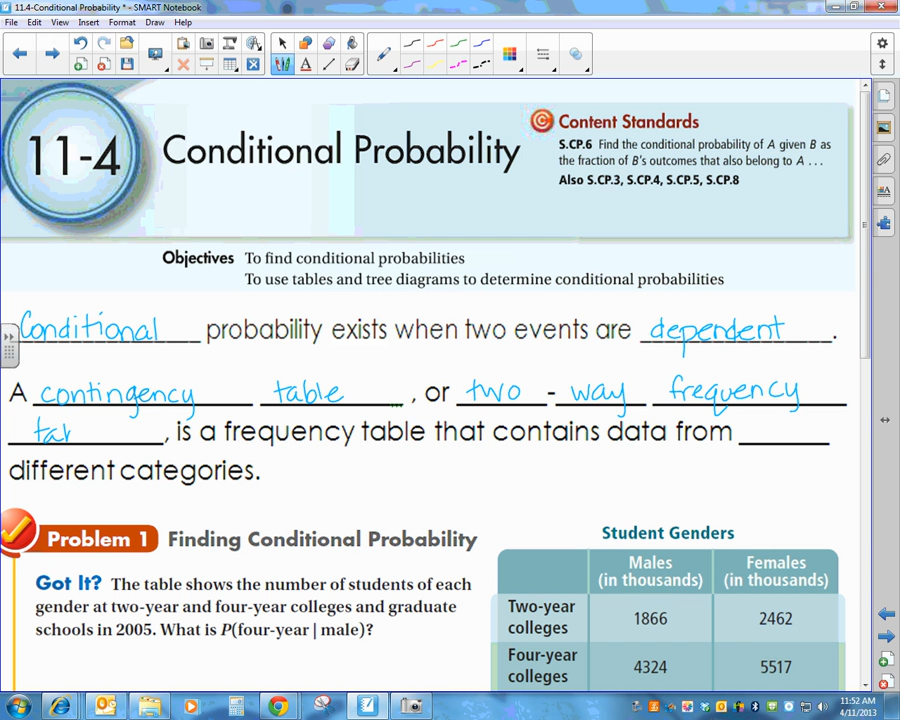 11.4-Conditional Probability * - SMART Notebook
File Edit View Insert Format Draw Help
11-4 Conditional Probability
Content Standards
S.CP.6 Find the conditional probability of A given B as
the fraction of B's outcomes that also belong to A ...
Also S.CP.3, S.CP.4, S.CP.5, S.CP.8
Objectives To find conditional probabilities
To use tables and tree diagrams to determine conditional probabilities
Conditional probability exists when two events are dependent.
A contingency table, or two-way frequency
tab, is a frequency table that contains data from
different categories.
Problem 1 Finding Conditional Probability
Got It? The table shows the number of students of each
gender at two-year and four-year colleges and graduate
schools in 2005. What is P(four-year | male)?
Student Genders
Males
(in thousands)
Females
(in thousands)
Two-year
colleges
1866
2462
Four-year
colleges
4324
5517
11:52 AM
4/11/2013